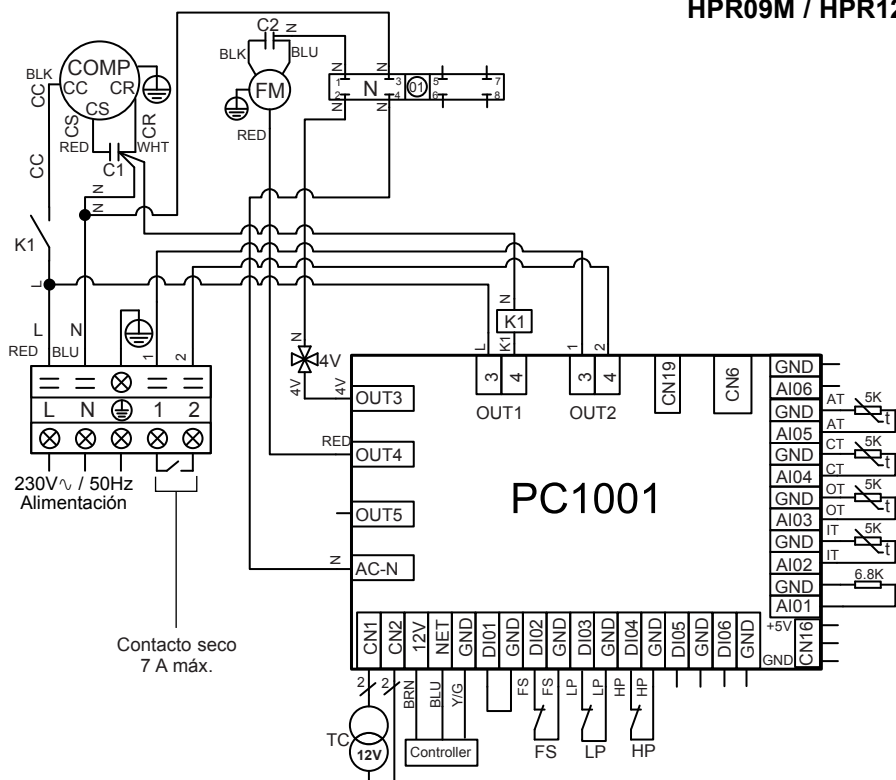 HPR09M / HPR12
C2
N
BLK
BLU
FM
RED
N
N
1
3
2
4
N
01
5
7
6
8
N
N
BLK
COMP
CC
CR
CS
CC
CS
CR
RED
WHT
C1
CC
N
N
K1
L
L
N
RED
BLU
1
2
L
N
1
2
230V∿ / 50Hz
Alimentación
Contacto seco
7 A máx.
N
4V
4V
4V
RED
N
L
N
K1
K1
1
2
3
4
3
4
OUT1
OUT2
CN19
CN6
OUT3
OUT4
OUT5
AC-N
PC1001
GND
AI06
GND
AI05
GND
AI04
GND
AI03
GND
AI02
GND
AI01
+5V
GND
CN16
AT
5K
AT
t
CT
5K
CT
t
OT
5K
OT
t
IT
5K
IT
t
6.8K
CN1
CN2
12V
NET
GND
DI01
GND
DI02
GND
DI03
GND
DI04
GND
DI05
GND
DI06
GND
2
2
BRN
BLU
Y/G
FS
FS
LP
LP
HP
HP
TC
12V
Controller
FS
LP
HP